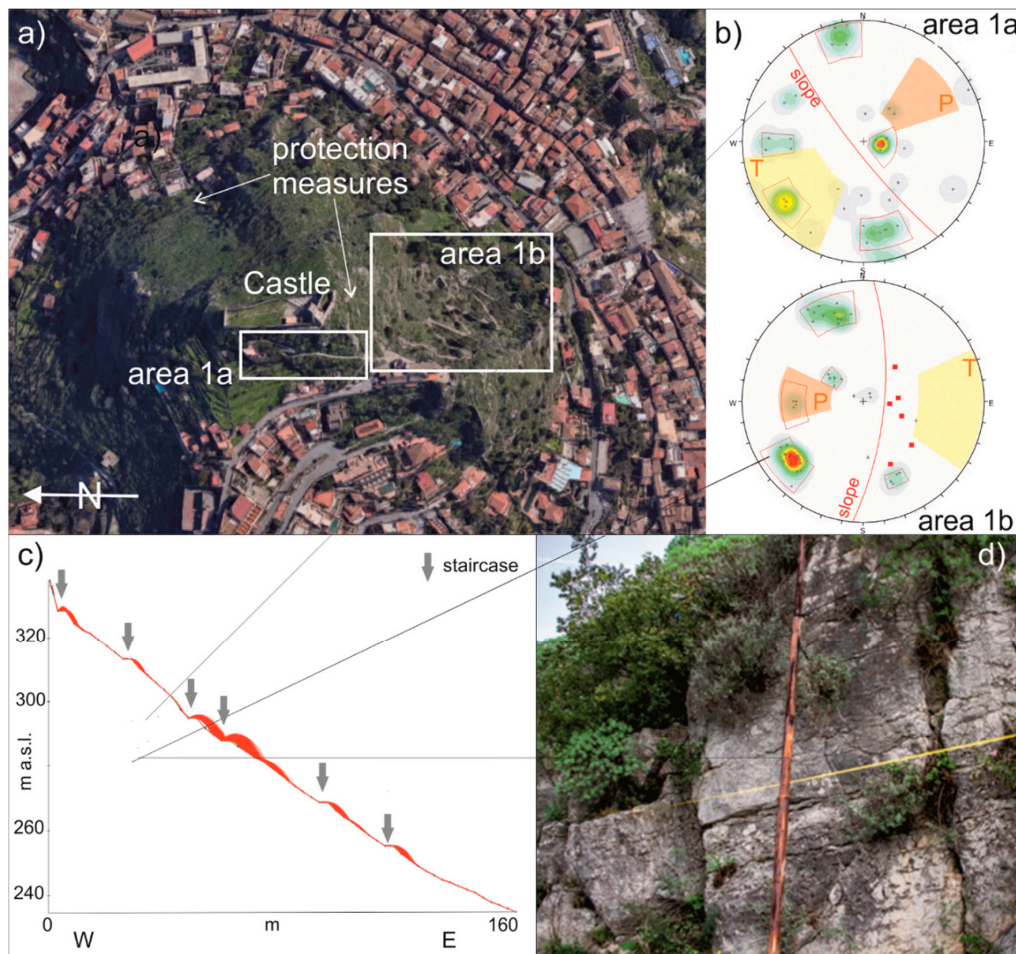 a)
protection
measures
a)
Castle
area 1b
area 1a
N
b)
area 1a
N
slope
P
W
E
T
S
N
T
W
P
E
slope
S
area 1b
c)
staircase
320
300
m a.s.l.
280
260
240
0
m
160
W
E
d)